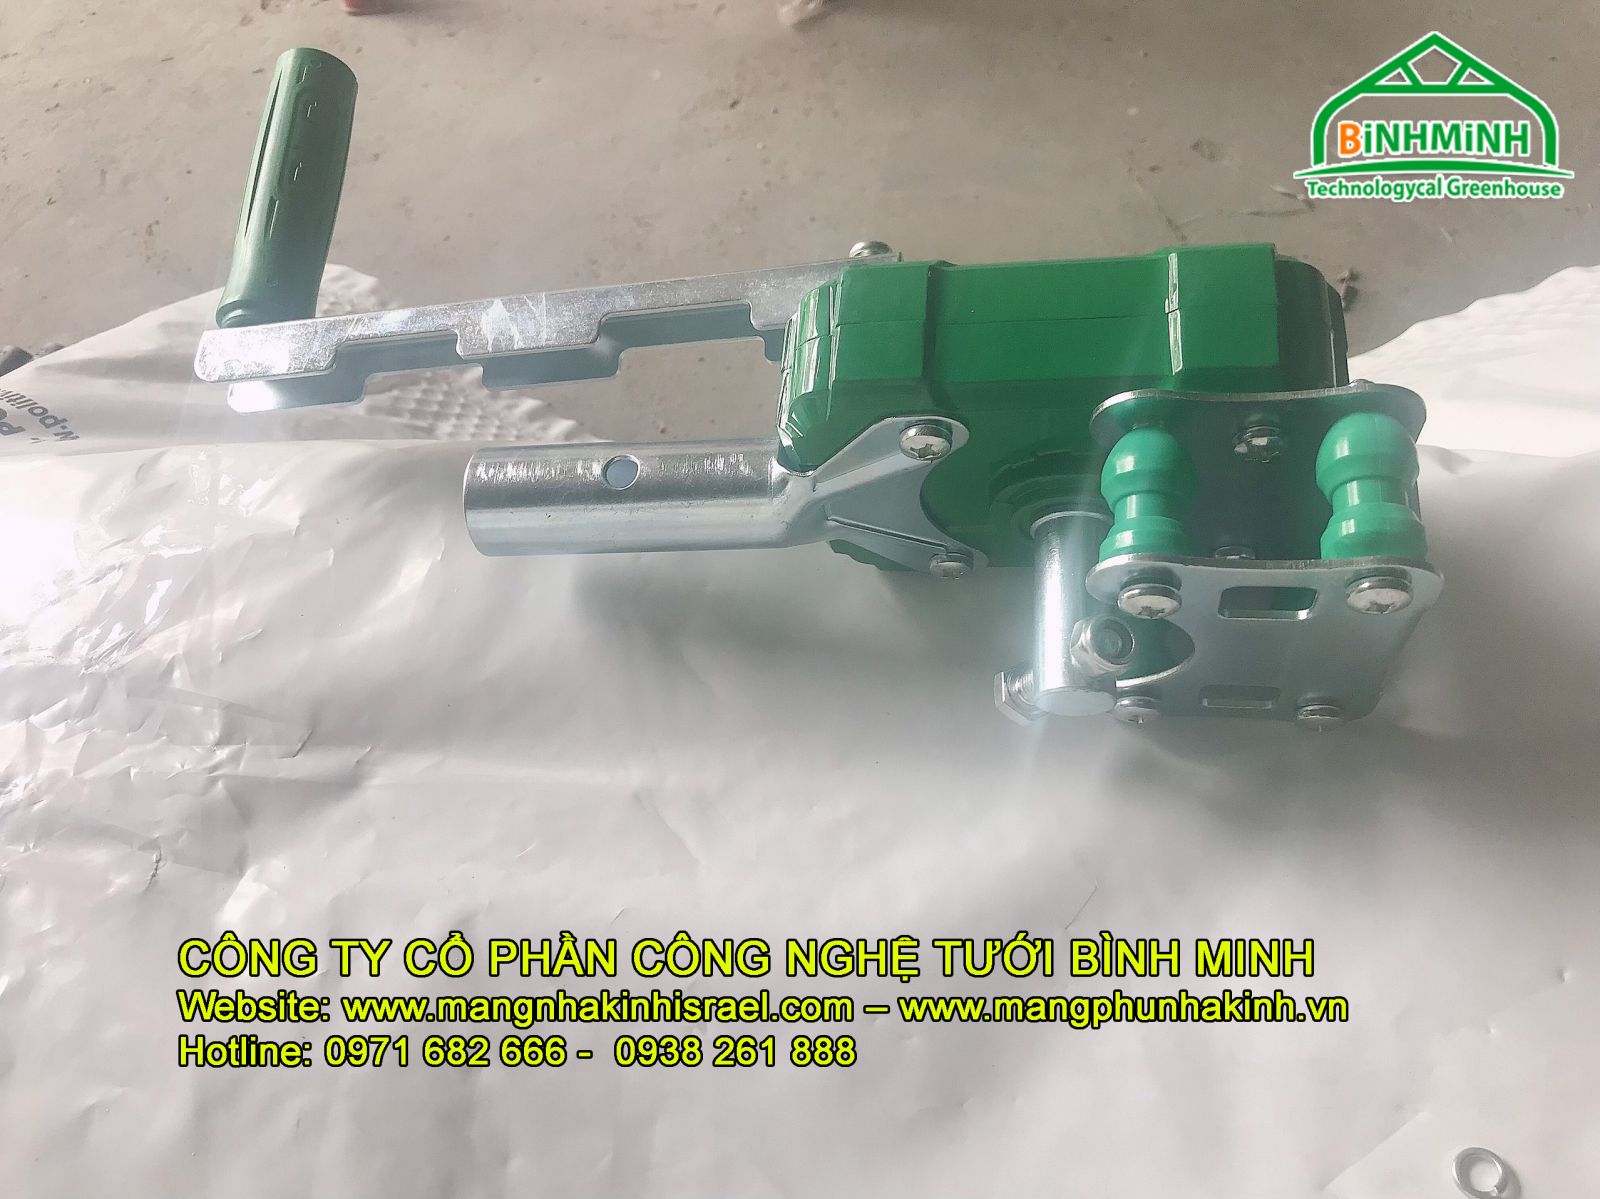 BiNHMiNH
Technologycal Greenhouse
CÔNG TY CỔ PHẦN CÔNG NGHỆ TƯỚI BÌNH MINH
Website: www.mangnhakinhisrael.com – www.mangphunhakinh.vn
Hotline: 0971 682 666 - 0938 261 888